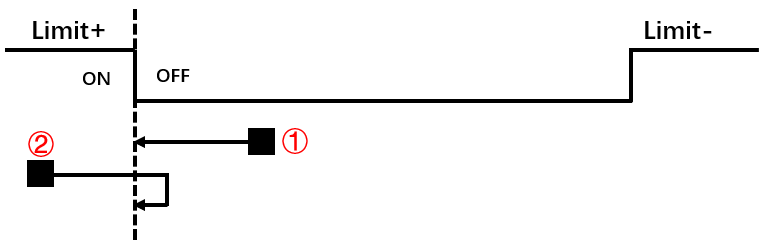 Limit+
Limit-
ON
OFF
①
②